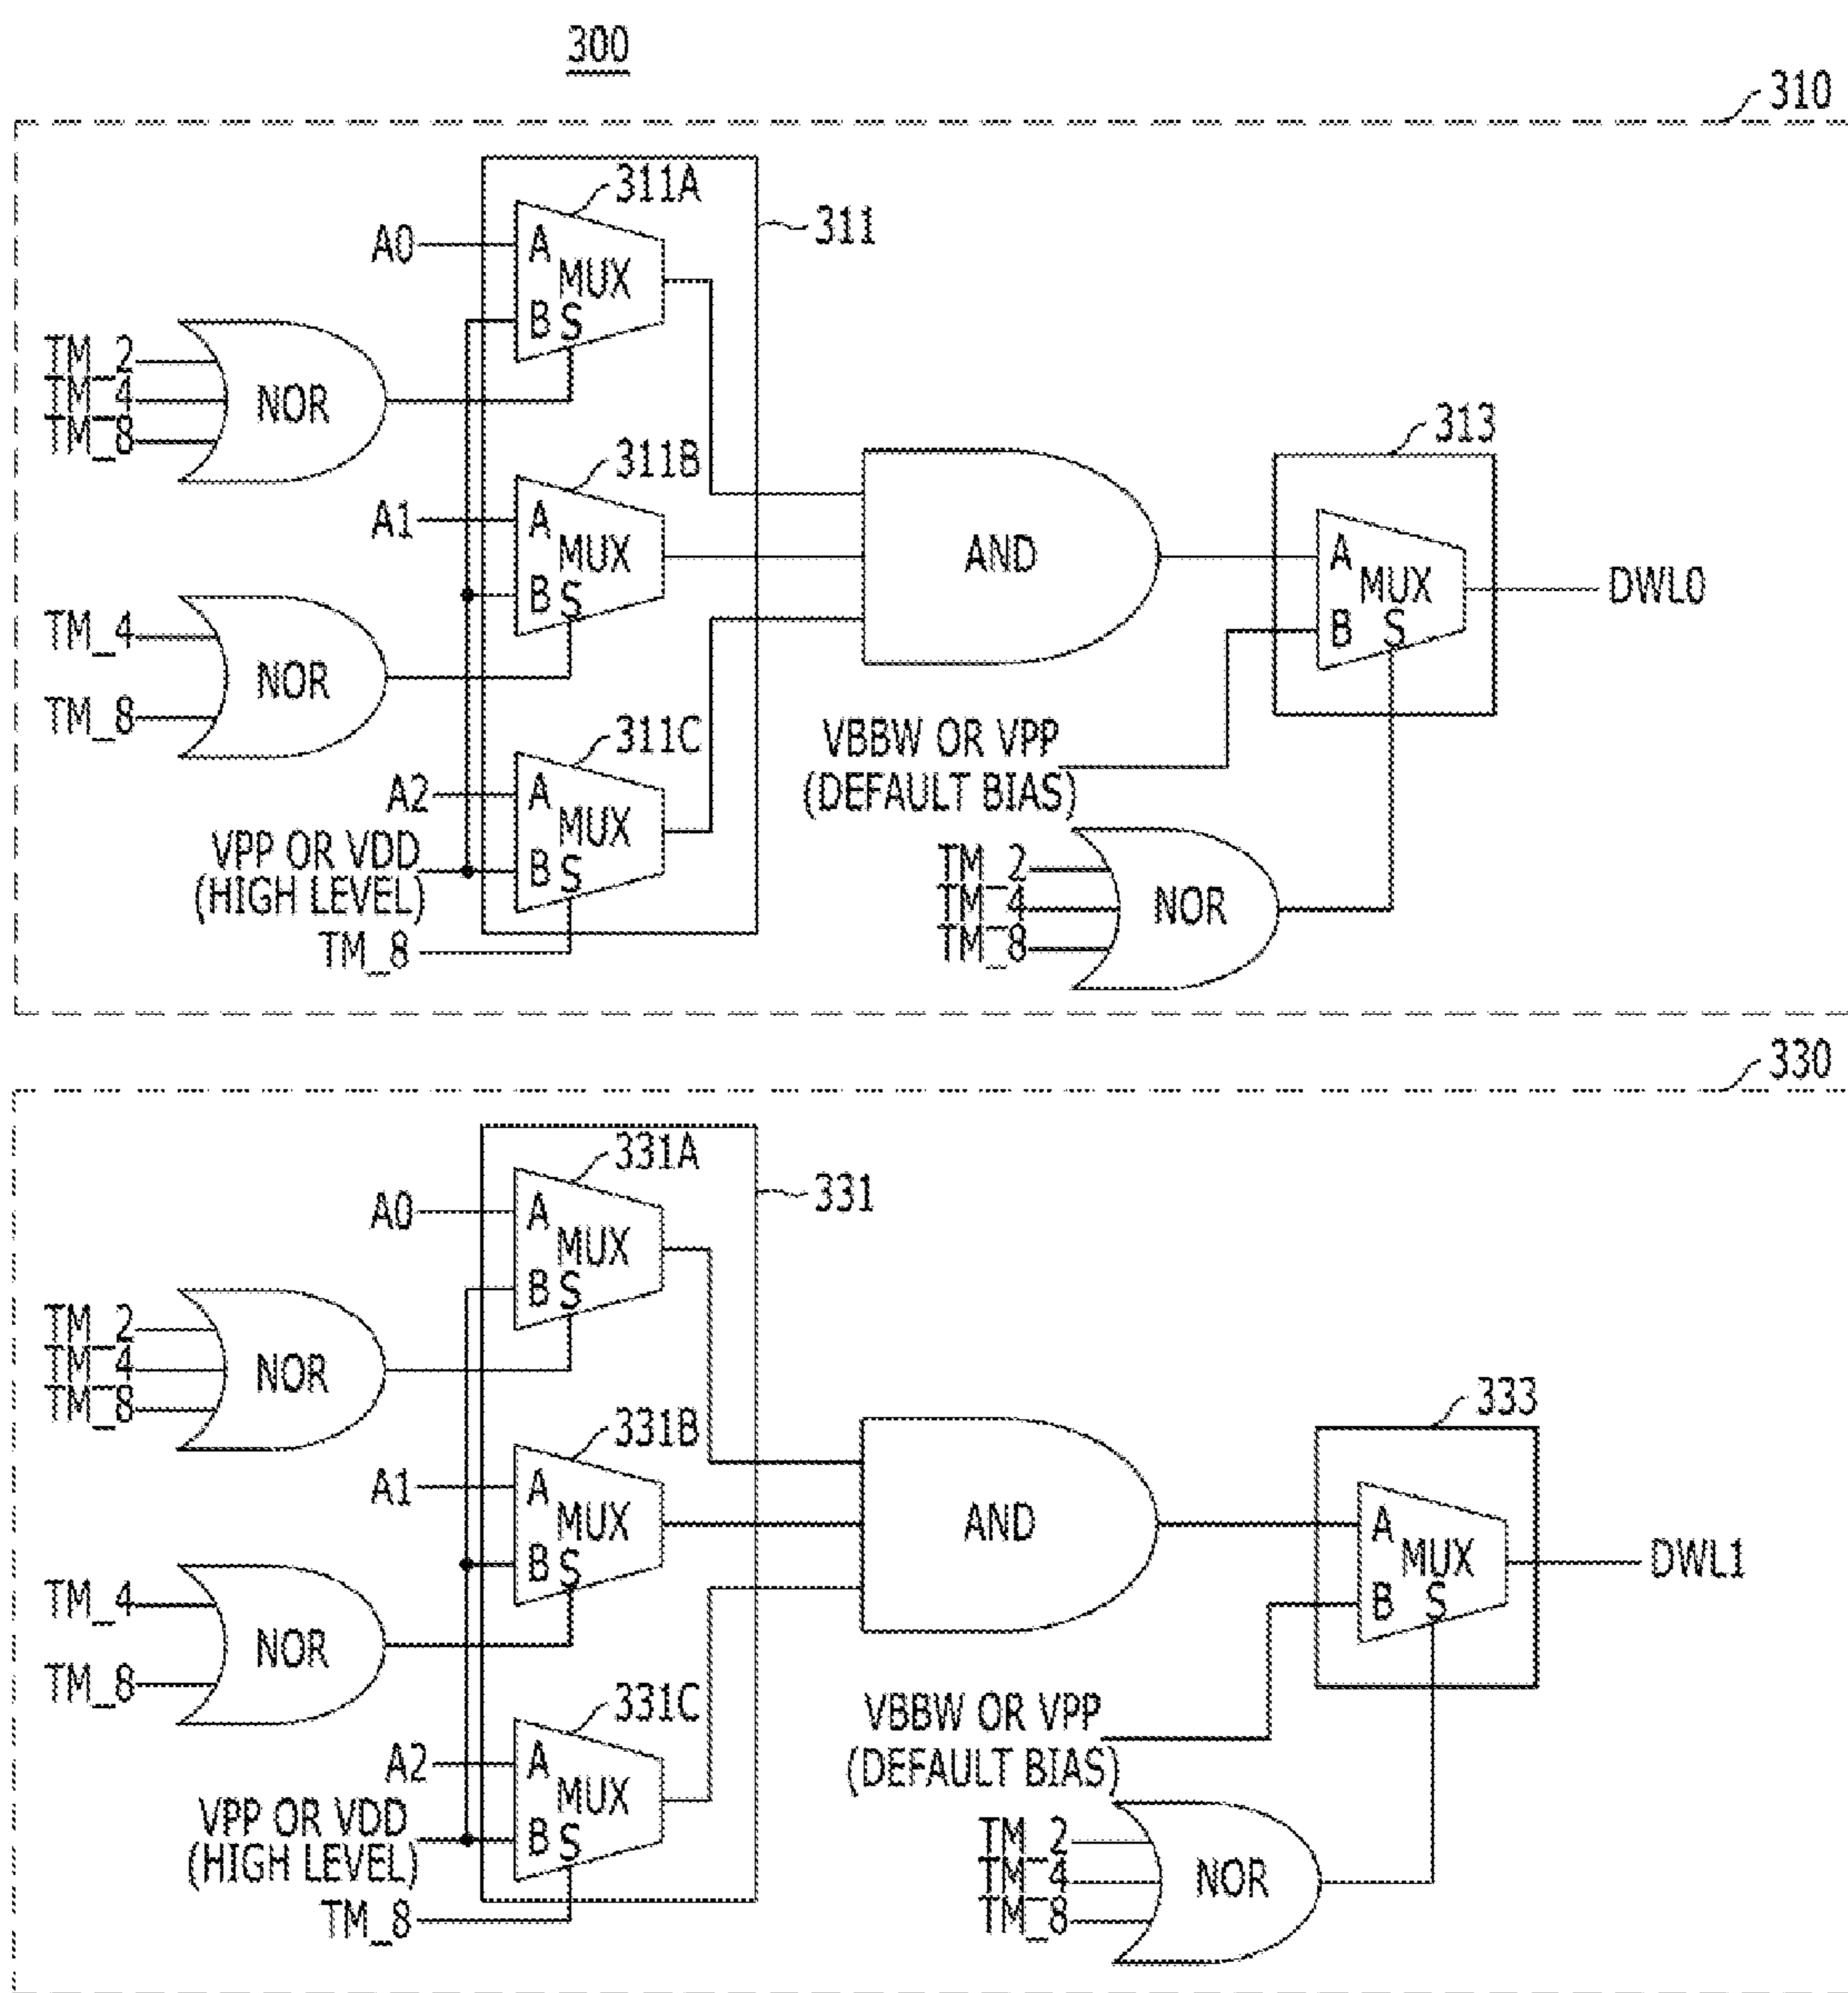 300
310
311A
A0
A
MUX
B
S
311
TM_2
TM_4
TM_8
NOR
311B
A1
A
MUX
B
S
TM_4
TM_8
NOR
311C
A2
A
MUX
B
S
VPP OR VDD
(HIGH LEVEL)
TM_8
AND
313
A
MUX
B
S
DWL0
VBBW OR VPP
(DEFAULT BIAS)
TM_2
TM_4
TM_8
NOR
330
331A
A0
A
MUX
B
S
331
TM_2
TM_4
TM_8
NOR
331B
A1
A
MUX
B
S
TM_4
TM_8
NOR
331C
A2
A
MUX
B
S
VPP OR VDD
(HIGH LEVEL)
TM_8
AND
333
A
MUX
B
S
DWL1
VBBW OR VPP
(DEFAULT BIAS)
TM_2
TM_4
TM_8
NOR